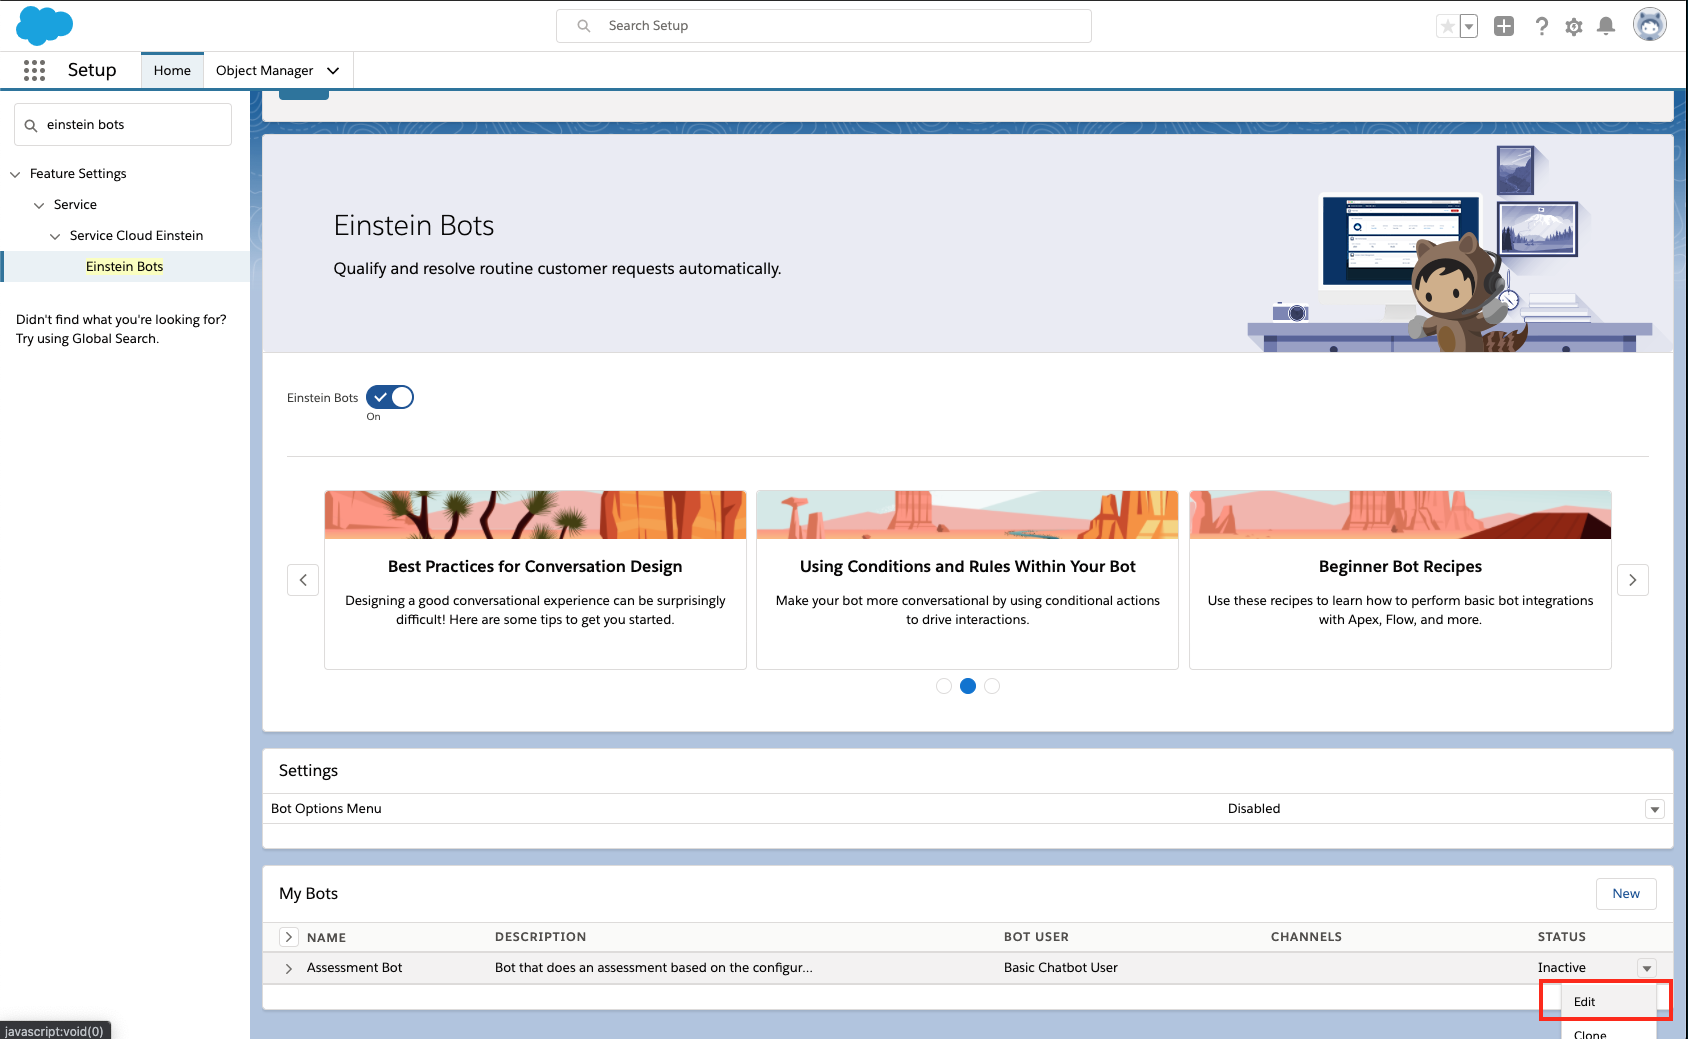 Search Setup
Setup
Home
Object Manager
einstein bots
Feature Settings
Service
Service Cloud Einstein
Einstein Bots
Didn't find what you're looking for?
Try using Global Search.
Einstein Bots
Qualify and resolve routine customer requests automatically.
Einstein Bots
On
Best Practices for Conversation Design
Designing a good conversational experience can be surprisingly
difficult! Here are some tips to get you started.
Using Conditions and Rules Within Your Bot
Make your bot more conversational by using conditional actions
to drive interactions.
Beginner Bot Recipes
Use these recipes to learn how to perform basic bot integrations
with Apex, Flow, and more.
Settings
Bot Options Menu Disabled
My Bots
New
NAME DESCRIPTION BOT USER CHANNELS STATUS
Assessment Bot Bot that does an assessment based on the configur... Basic Chatbot User Inactive
Edit
Clone
javascript:void(0)